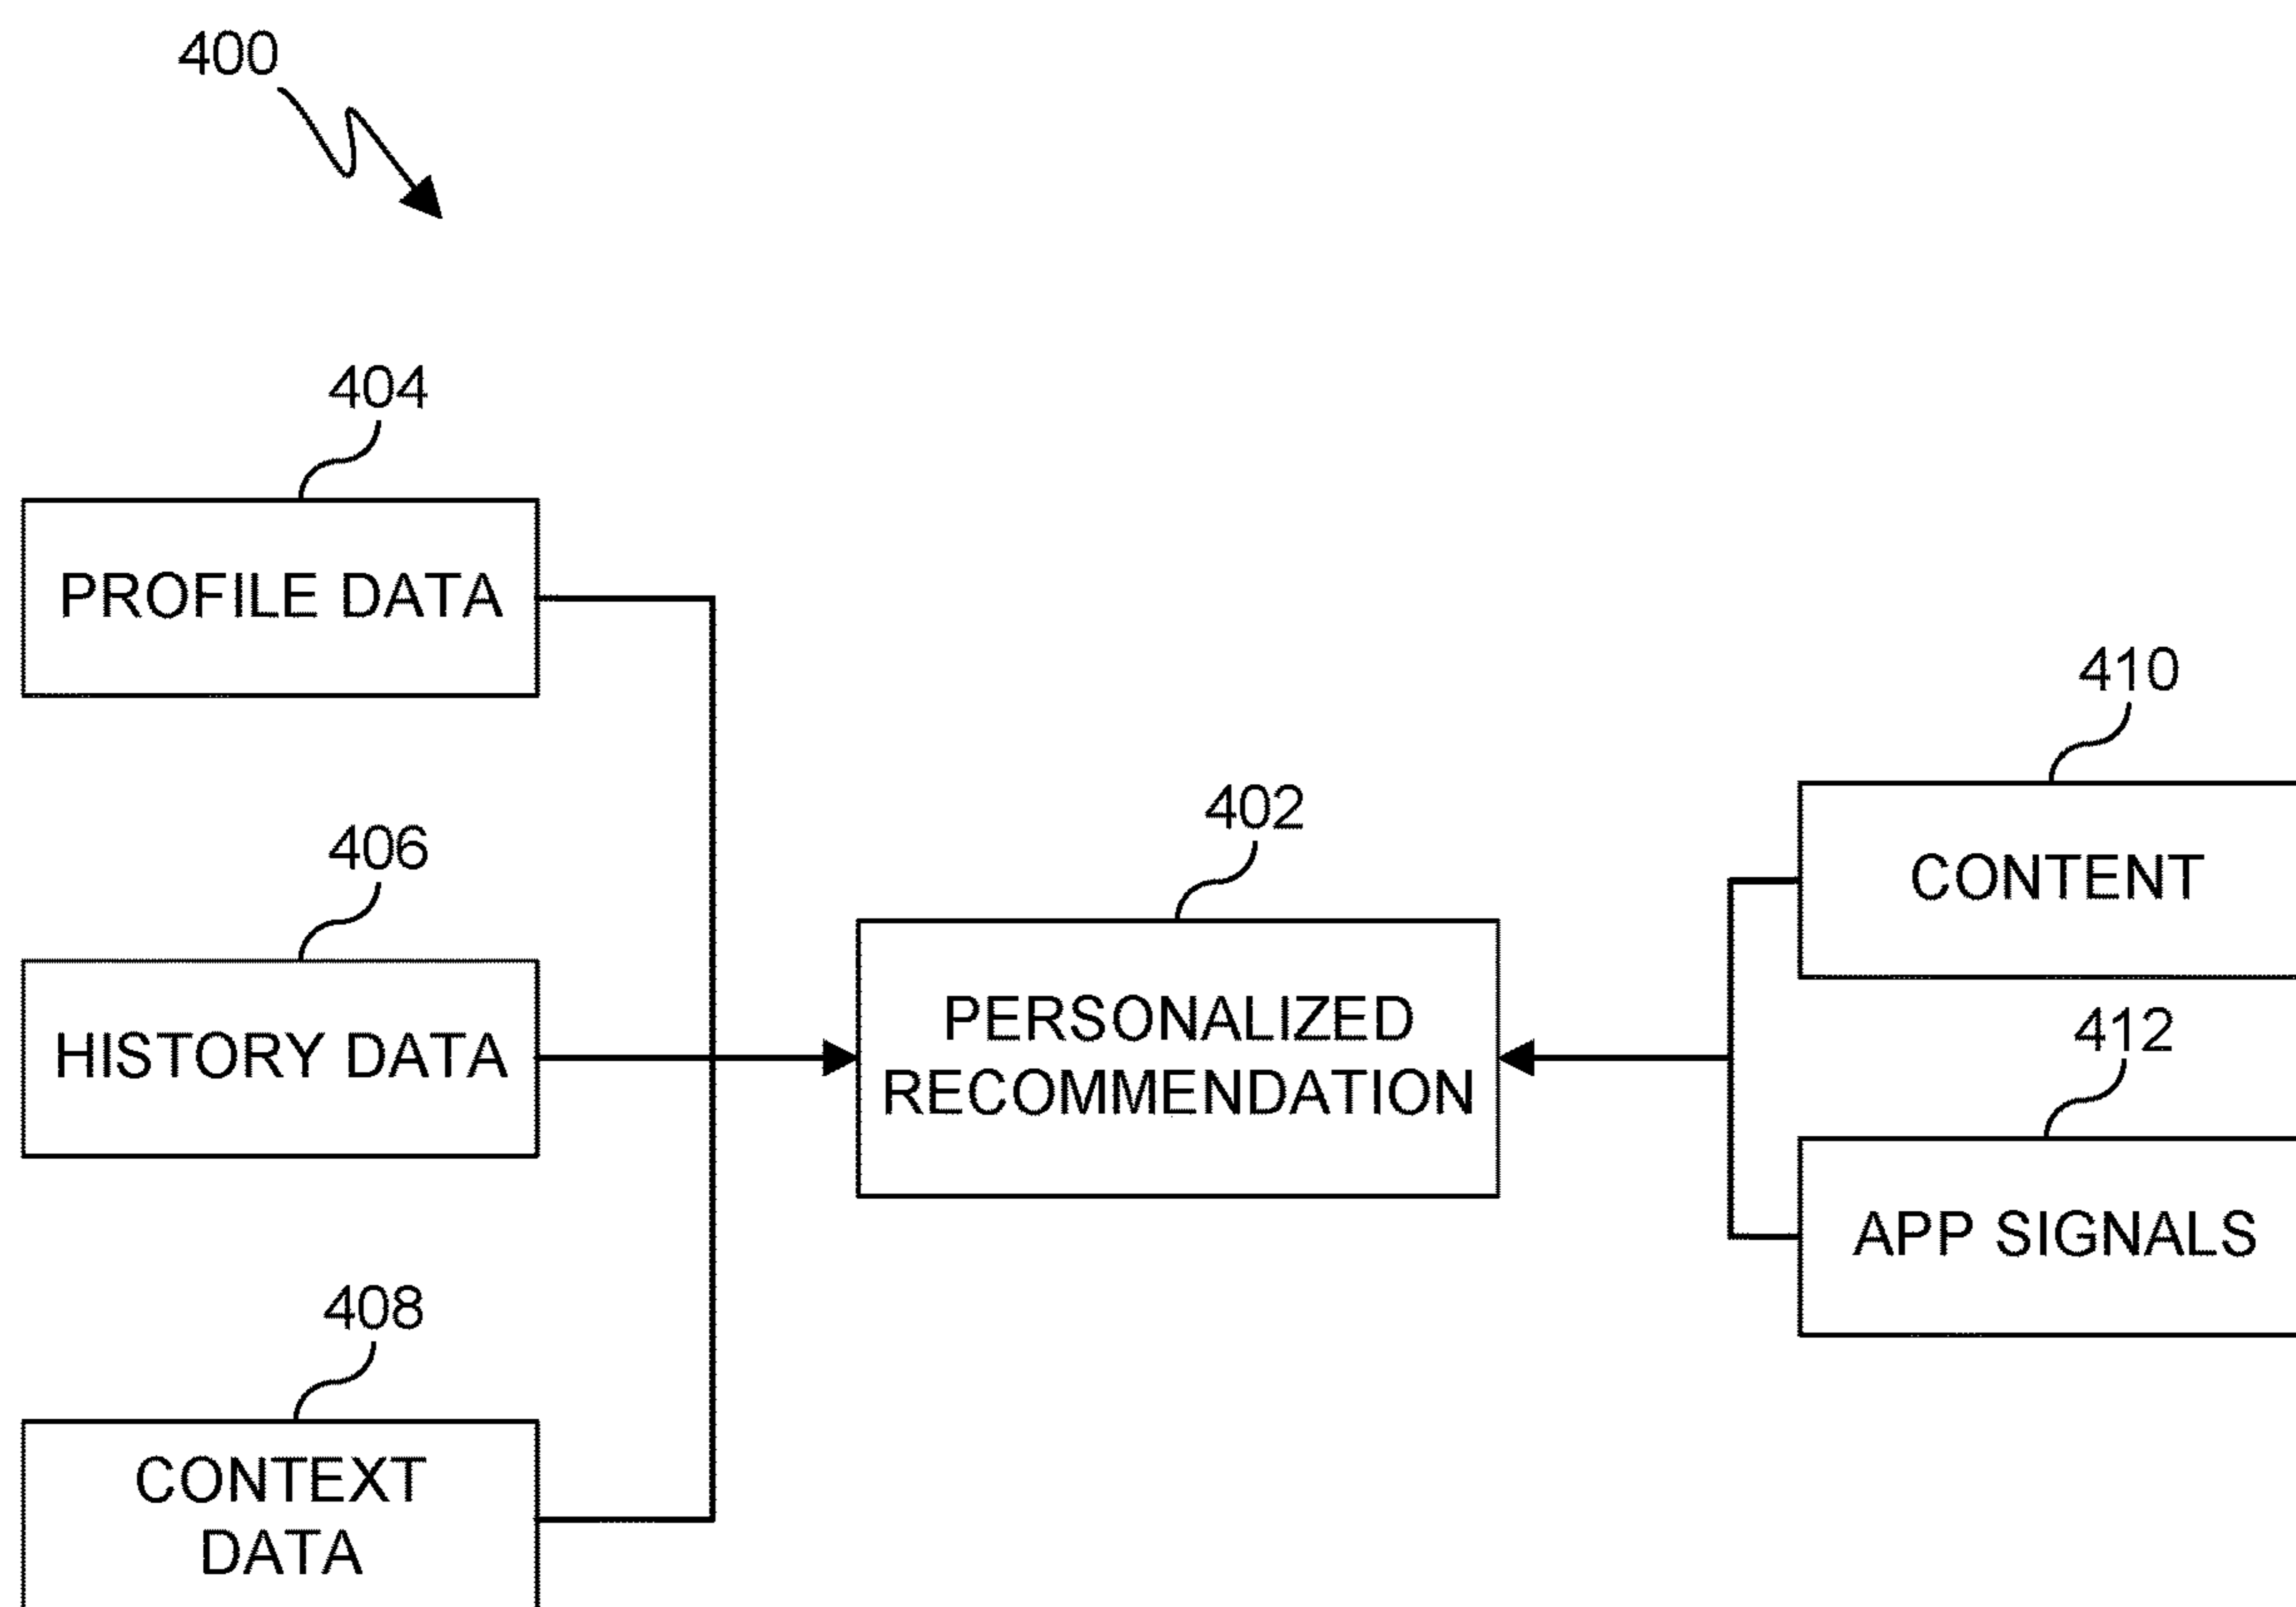 400
404
PROFILE DATA
406
HISTORY DATA
408
CONTEXT
DATA
402
PERSONALIZED
RECOMMENDATION
410
CONTENT
412
APP SIGNALS